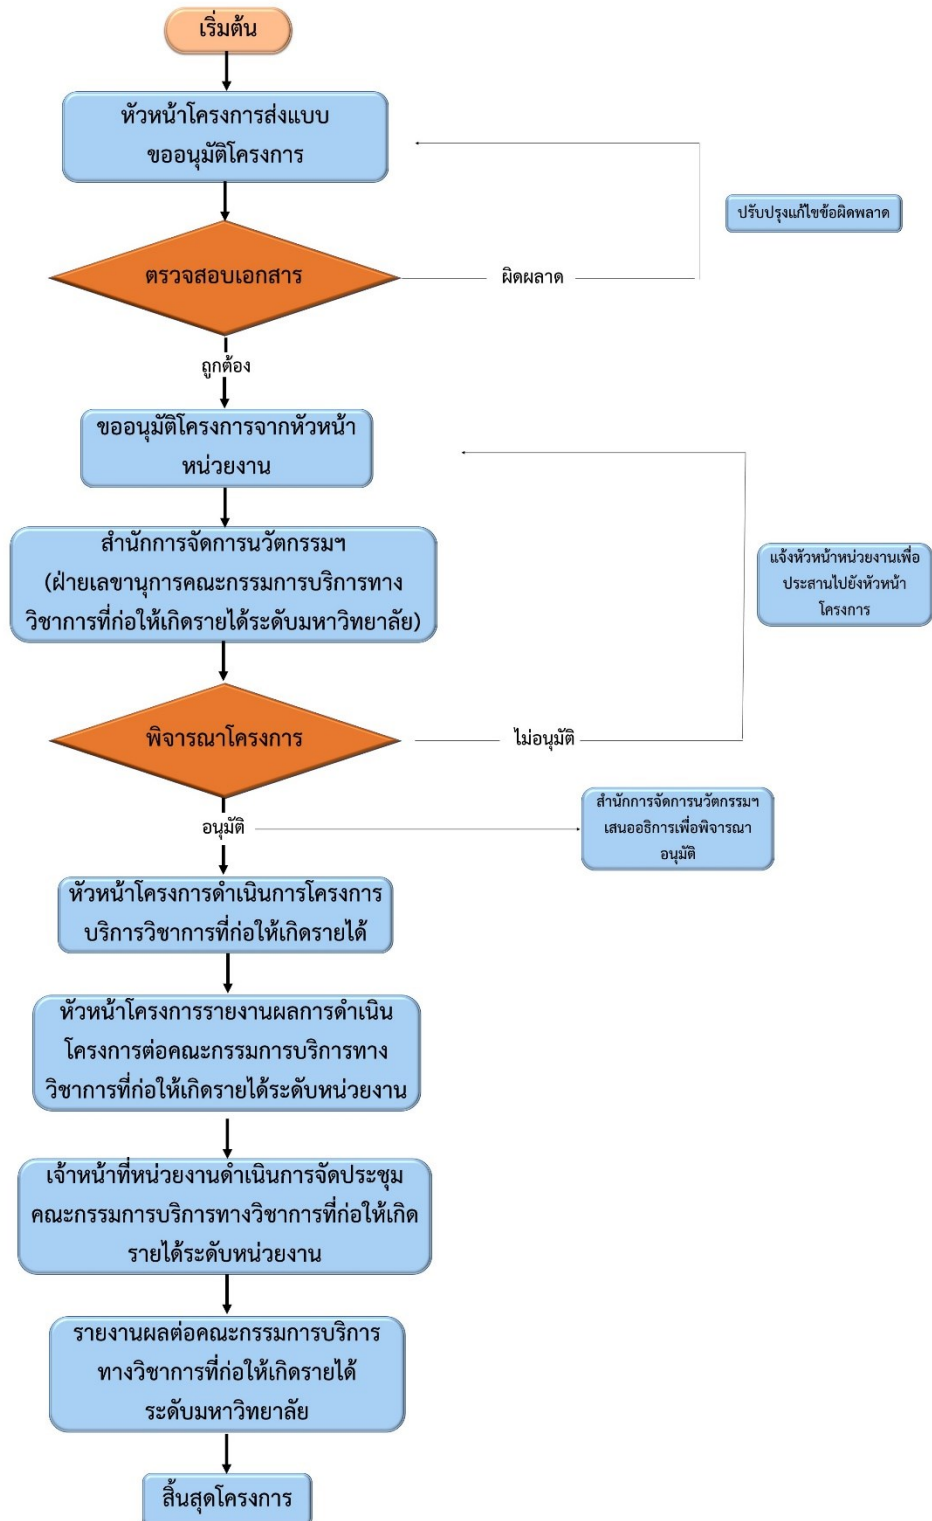 เริ่มต้น
หัวหน้าโครงการส่งแบบ
ขออนุมัติโครงการ
ปรับปรุงแก้ไขข้อผิดพลาด
ตรวจสอบเอกสาร
ผิดผลาด
ถูกต้อง
ขออนุมัติโครงการจากหัวหน้า
หน่วยงาน
สำนักการจัดการนวัตกรรมฯ
(ฝ่ายเลขานุการคณะกรรมการบริการทาง
วิชาการที่ก่อให้เกิดรายได้ระดับมหาวิทยาลัย)
แจ้งหัวหน้าหน่วยงานเพื่อ
ประสานไปยังหัวหน้า
โครงการ
พิจารณาโครงการ
ไม่อนุมัติ
อนุมัติ
สำนักการจัดการนวัตกรรมฯ
เสนออธิการเพื่อพิจารณา
อนุมัติ
หัวหน้าโครงการดำเนินการโครงการ
บริการวิชาการที่ก่อให้เกิดรายได้
หัวหน้าโครงการรายงานผลการดำเนิน
โครงการต่อคณะกรรมการบริการทาง
วิชาการที่ก่อให้เกิดรายได้ระดับหน่วยงาน
เจ้าหน้าที่หน่วยงานดำเนินการจัดประชุม
คณะกรรมการบริการทางวิชาการที่ก่อให้เกิด
รายได้ระดับหน่วยงาน
รายงานผลต่อคณะกรรมการบริการ
ทางวิชาการที่ก่อให้เกิดรายได้
ระดับมหาวิทยาลัย
สิ้นสุดโครงการ